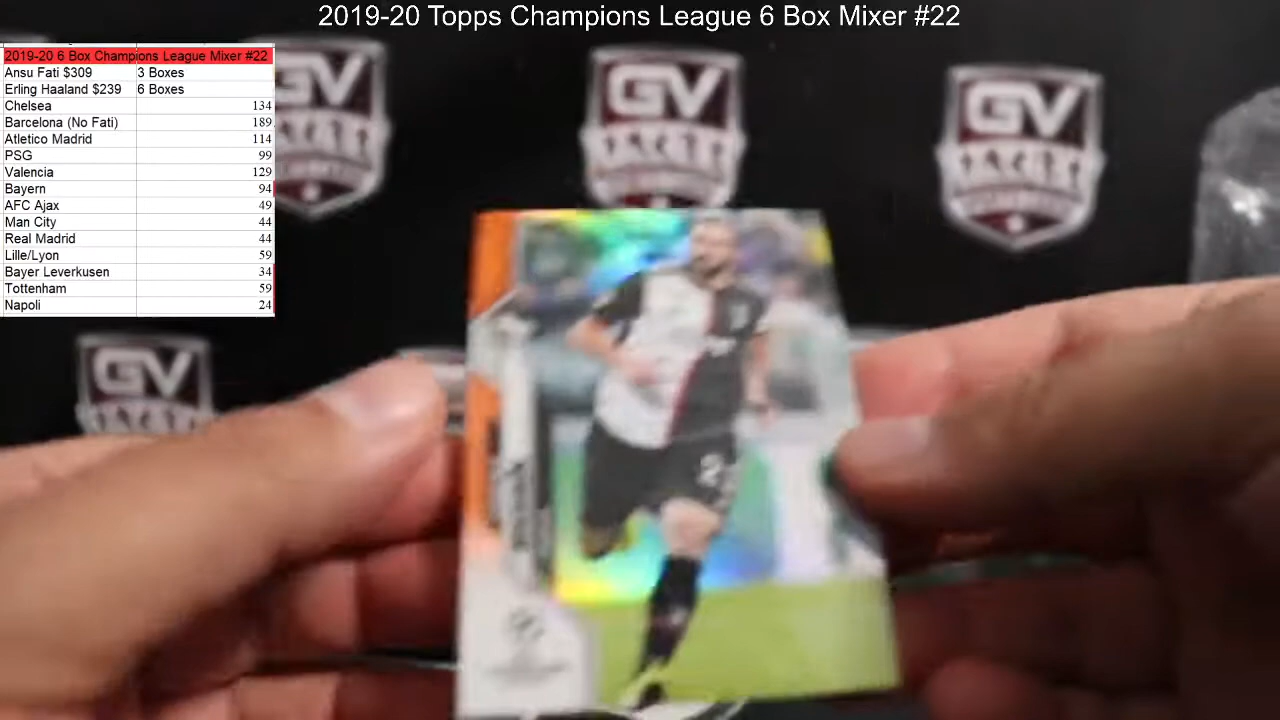 2019-20 Topps Champions League 6 Box Mixer #22
2019-20 6 Box Champions League Mixer #22
Ansu Fati $309 3 Boxes
Erling Haaland $239 6 Boxes
Chelsea 134
Barcelona (No Fati) 189
Atletico Madrid 114
PSG 99
Valencia 129
Bayern 94
AFC Ajax 49
Man City 44
Real Madrid 44
Lille/Lyon 59
Bayer Leverkusen 34
Tottenham 59
Napoli 24
GV
GV
GV
GV